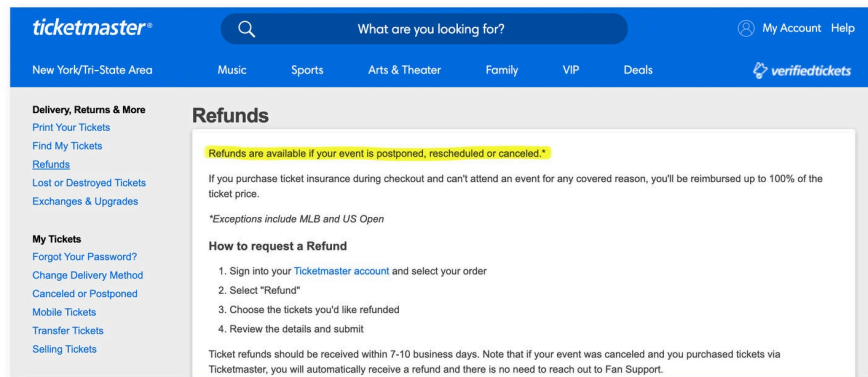 ticketmaster®
What are you looking for?
My Account Help
New York/Tri-State Area Music Sports Arts & Theater Family VIP Deals verifiedtickets
Delivery, Returns & More
Print Your Tickets
Find My Tickets
Refunds
Lost or Destroyed Tickets
Exchanges & Upgrades
My Tickets
Forgot Your Password?
Change Delivery Method
Canceled or Postponed
Mobile Tickets
Transfer Tickets
Selling Tickets
Refunds
Refunds are available if your event is postponed, rescheduled or canceled.*
If you purchase ticket insurance during checkout and can't attend an event for any covered reason, you'll be reimbursed up to 100% of the
ticket price.
*Exceptions include MLB and US Open
How to request a Refund
1. Sign into your Ticketmaster account and select your order
2. Select "Refund"
3. Choose the tickets you'd like refunded
4. Review the details and submit
Ticket refunds should be received within 7-10 business days. Note that if your event was canceled and you purchased tickets via
Ticketmaster, you will automatically receive a refund and there is no need to reach out to Fan Support.